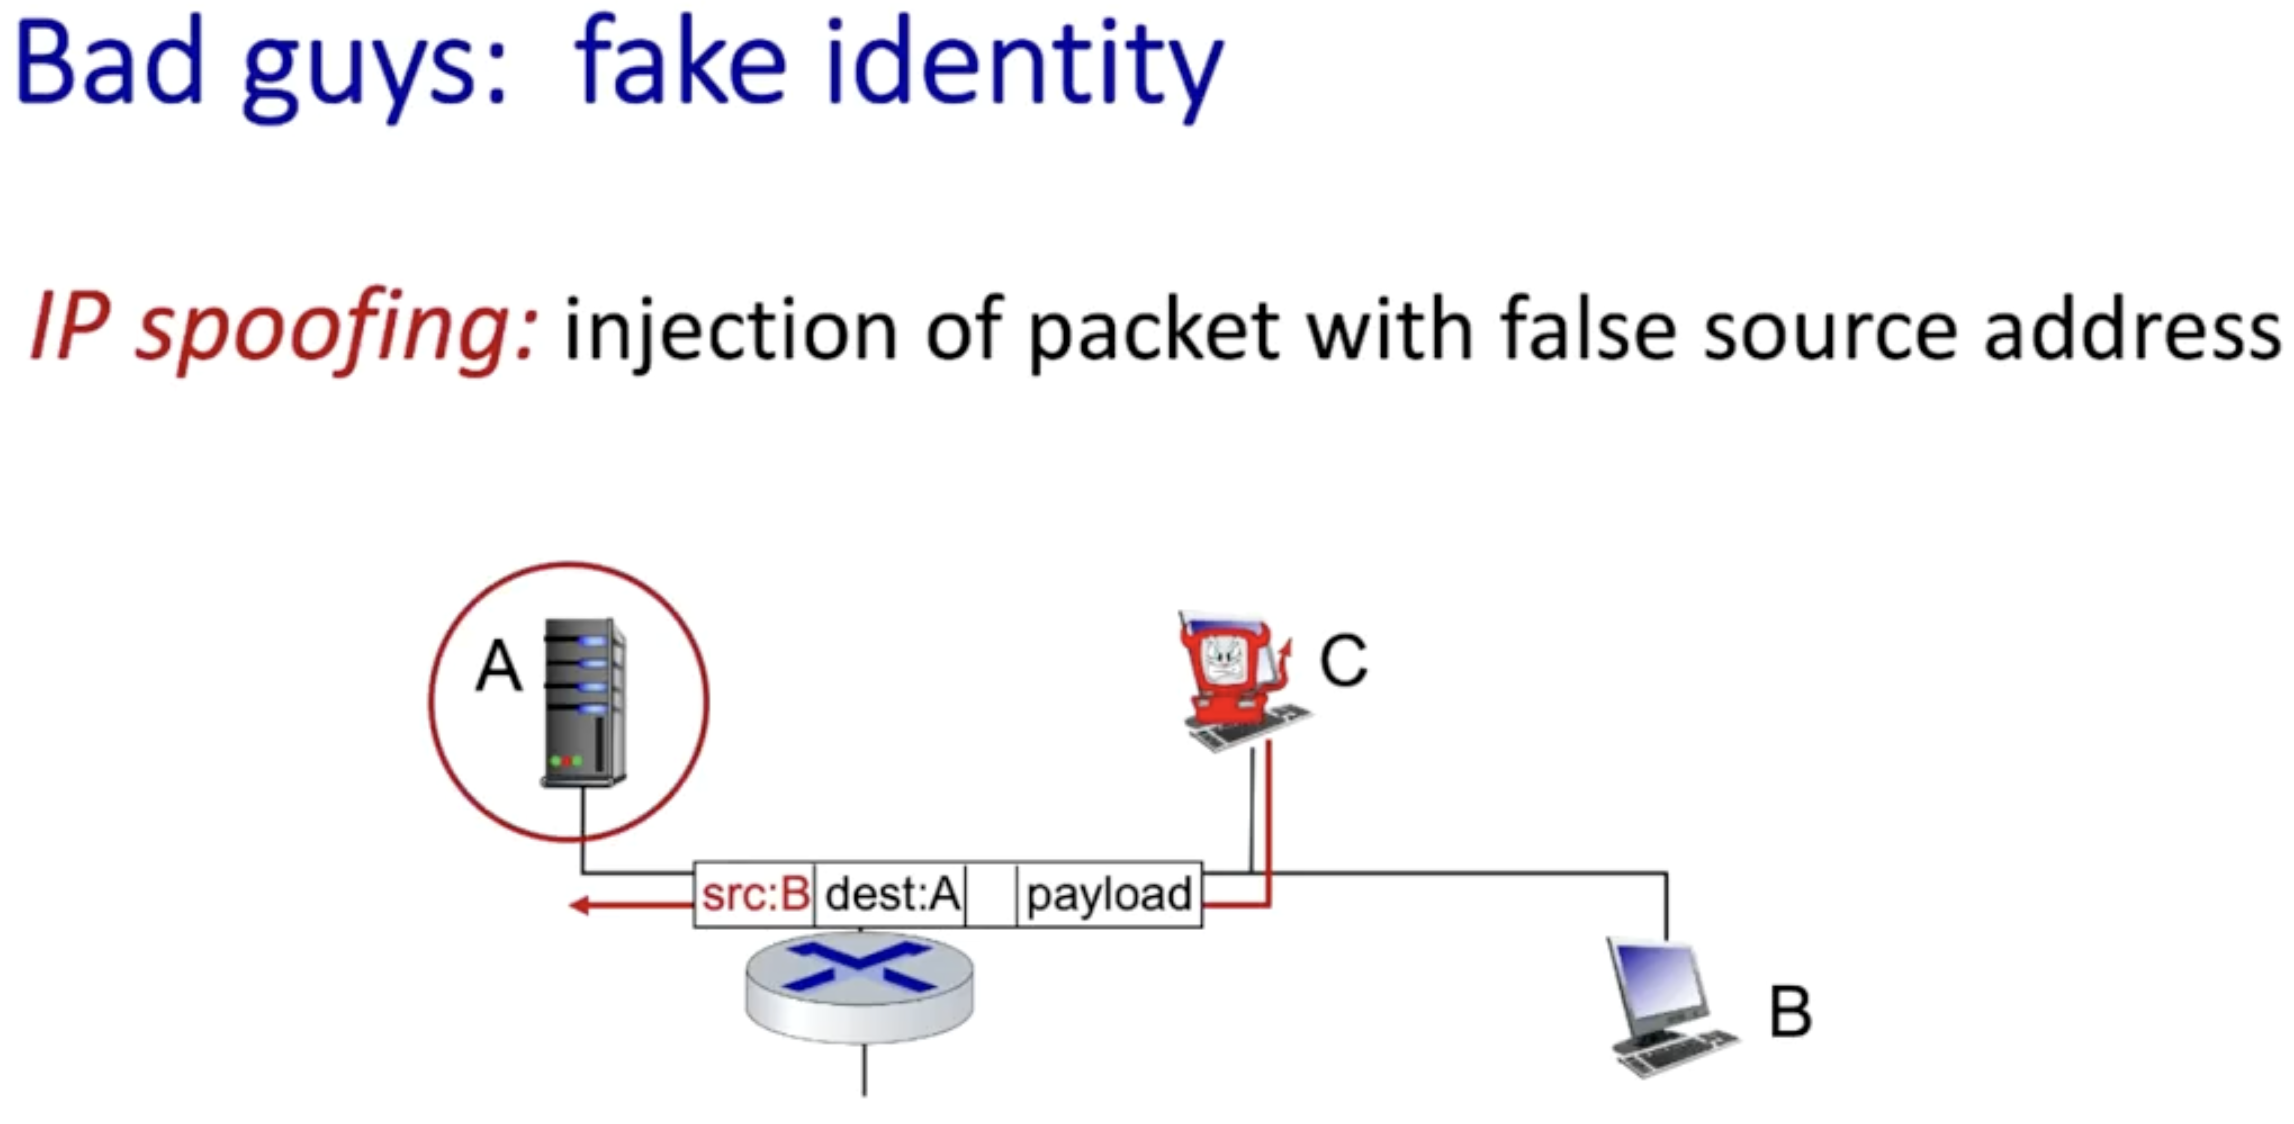 Bad guys: fake identity
IP spoofing: injection of packet with false source address
A
C
src:B dest:A payload
B